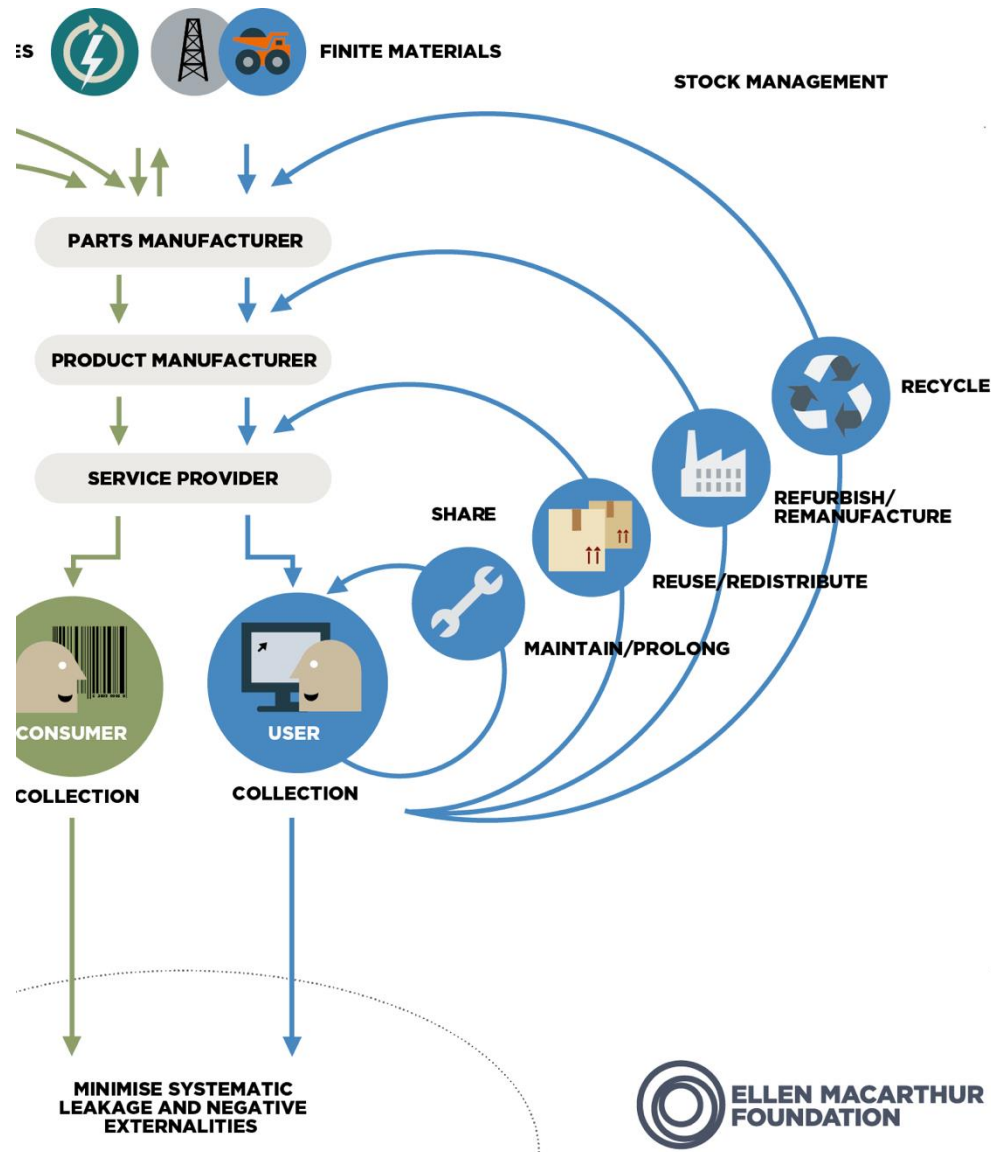 ES
FINITE MATERIALS
STOCK MANAGEMENT
PARTS MANUFACTURER
PRODUCT MANUFACTURER
RECYCLE
SERVICE PROVIDER
REFURBISH/
REMANUFACTURE
SHARE
REUSE/REDISTRIBUTE
MAINTAIN/PROLONG
CONSUMER
USER
COLLECTION
COLLECTION
MINIMISE SYSTEMATIC
LEAKAGE AND NEGATIVE
EXTERNALITIES
ELLEN MACARTHUR
FOUNDATION